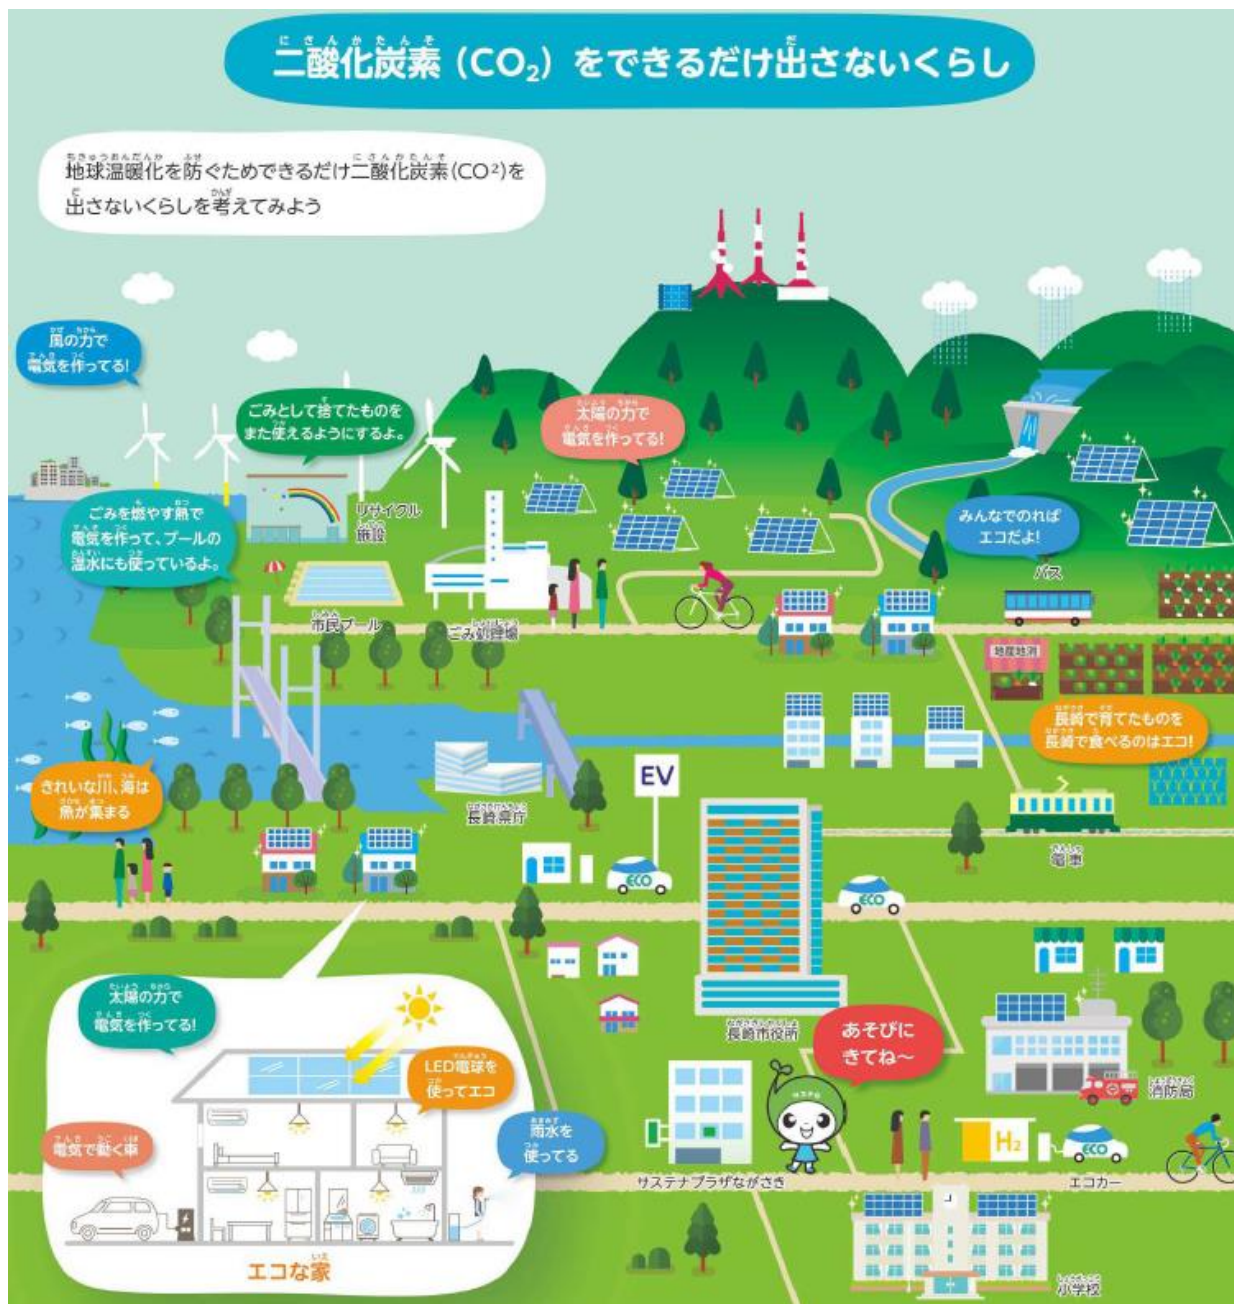 二酸化炭素（CO₂）をできるだけ出さないくらし
地球温暖化を防ぐためできるだけ二酸化炭素(CO²)を
出さないくらしを考えてみよう
風の力で
電気を作ってる!
ごみとして捨てたものを
また使えるようにするよ。
太陽の力で
電気を作ってる!
リサイクル
施設
ごみを燃やす熱で
電気を作って、プールの
温水にも使っているよ。
みんなでのれば
エコだよ!
バス
市民プール
ごみ処理場
地産地消
長崎で育てたものを
長崎で食べるのはエコ!
きれいな川、海は
魚が集まる
長崎県庁
EV
ECO
電車
ECO
太陽の力で
電気を作ってる!
長崎市役所
あそびに
きてね～
LED電球を
使ってエコ
電気で動く車
雨水を
使ってる
エコな家
サステナプラザながさき
消防局
H₂
ECO
エコカー
小学校